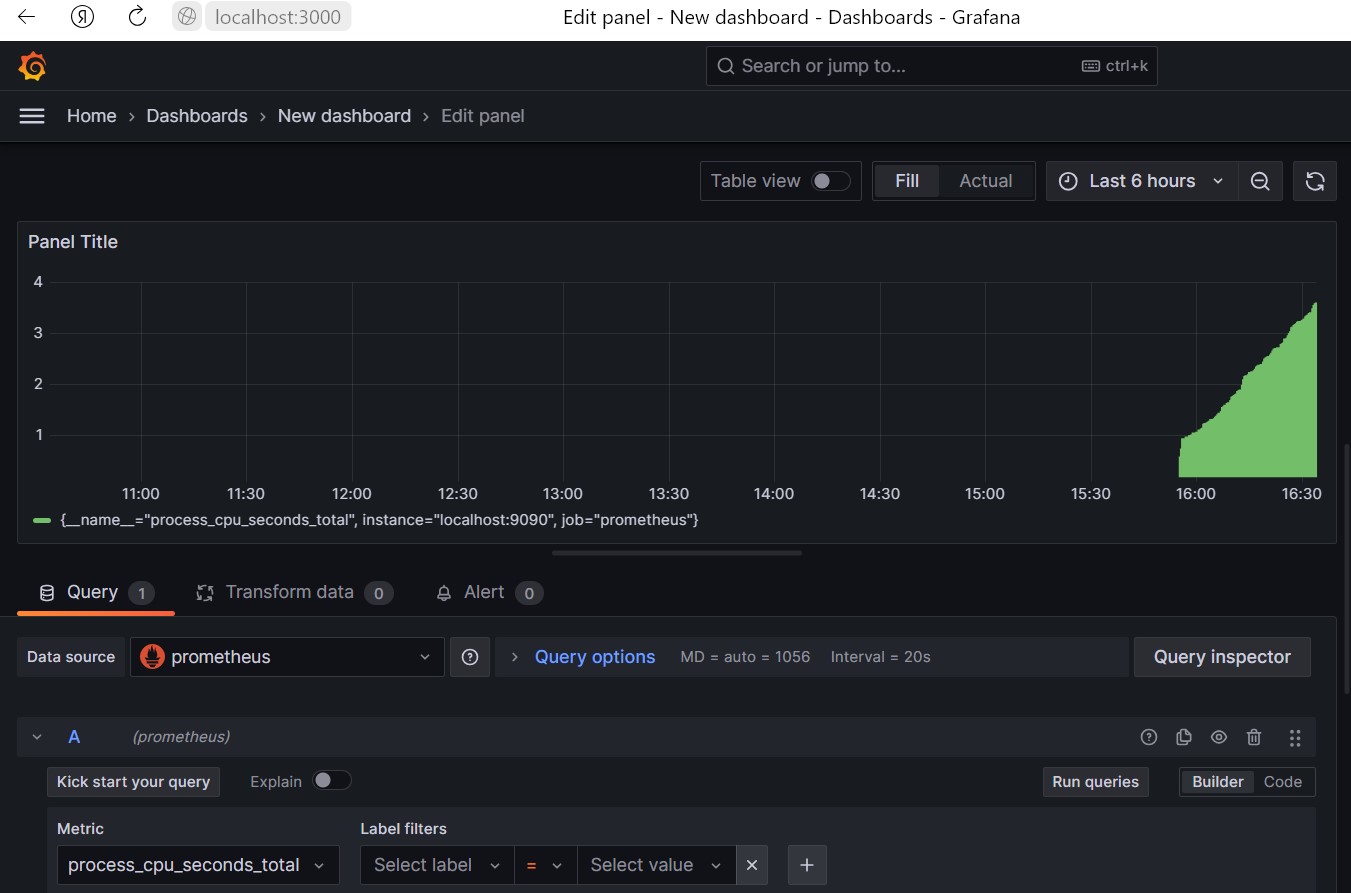 Я localhost:3000 Edit panel - New dashboard - Dashboards - Grafana
Search or jump to... ctrl+k
Home › Dashboards › New dashboard › Edit panel
Table view Fill Actual Last 6 hours
Panel Title
4
3
2
1
11:00 11:30 12:00 12:30 13:00 13:30 14:00 14:30 15:00 15:30 16:00 16:30
{__name__="process_cpu_seconds_total", instance="localhost:9090", job="prometheus"}
Query 1 Transform data 0 Alert 0
Data source prometheus Query options MD = auto = 1056 Interval = 20s Query inspector
A (prometheus)
Kick start your query Explain Run queries Builder Code
Metric Label filters
process_cpu_seconds_total Select label = Select value